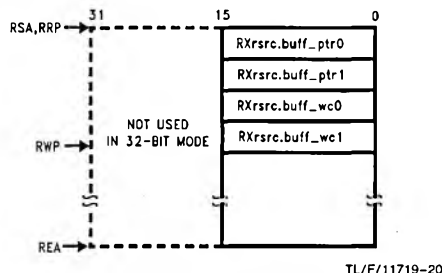 31 15 0
RSA,RRP
RXrsrc.buff_ptr0
RXrsrc.buff_ptr1
RXrsrc.buff_wc0
RXrsrc.buff_wc1
NOT USED
IN 32-BIT MODE
RWP
REA
TL/F/11719-20